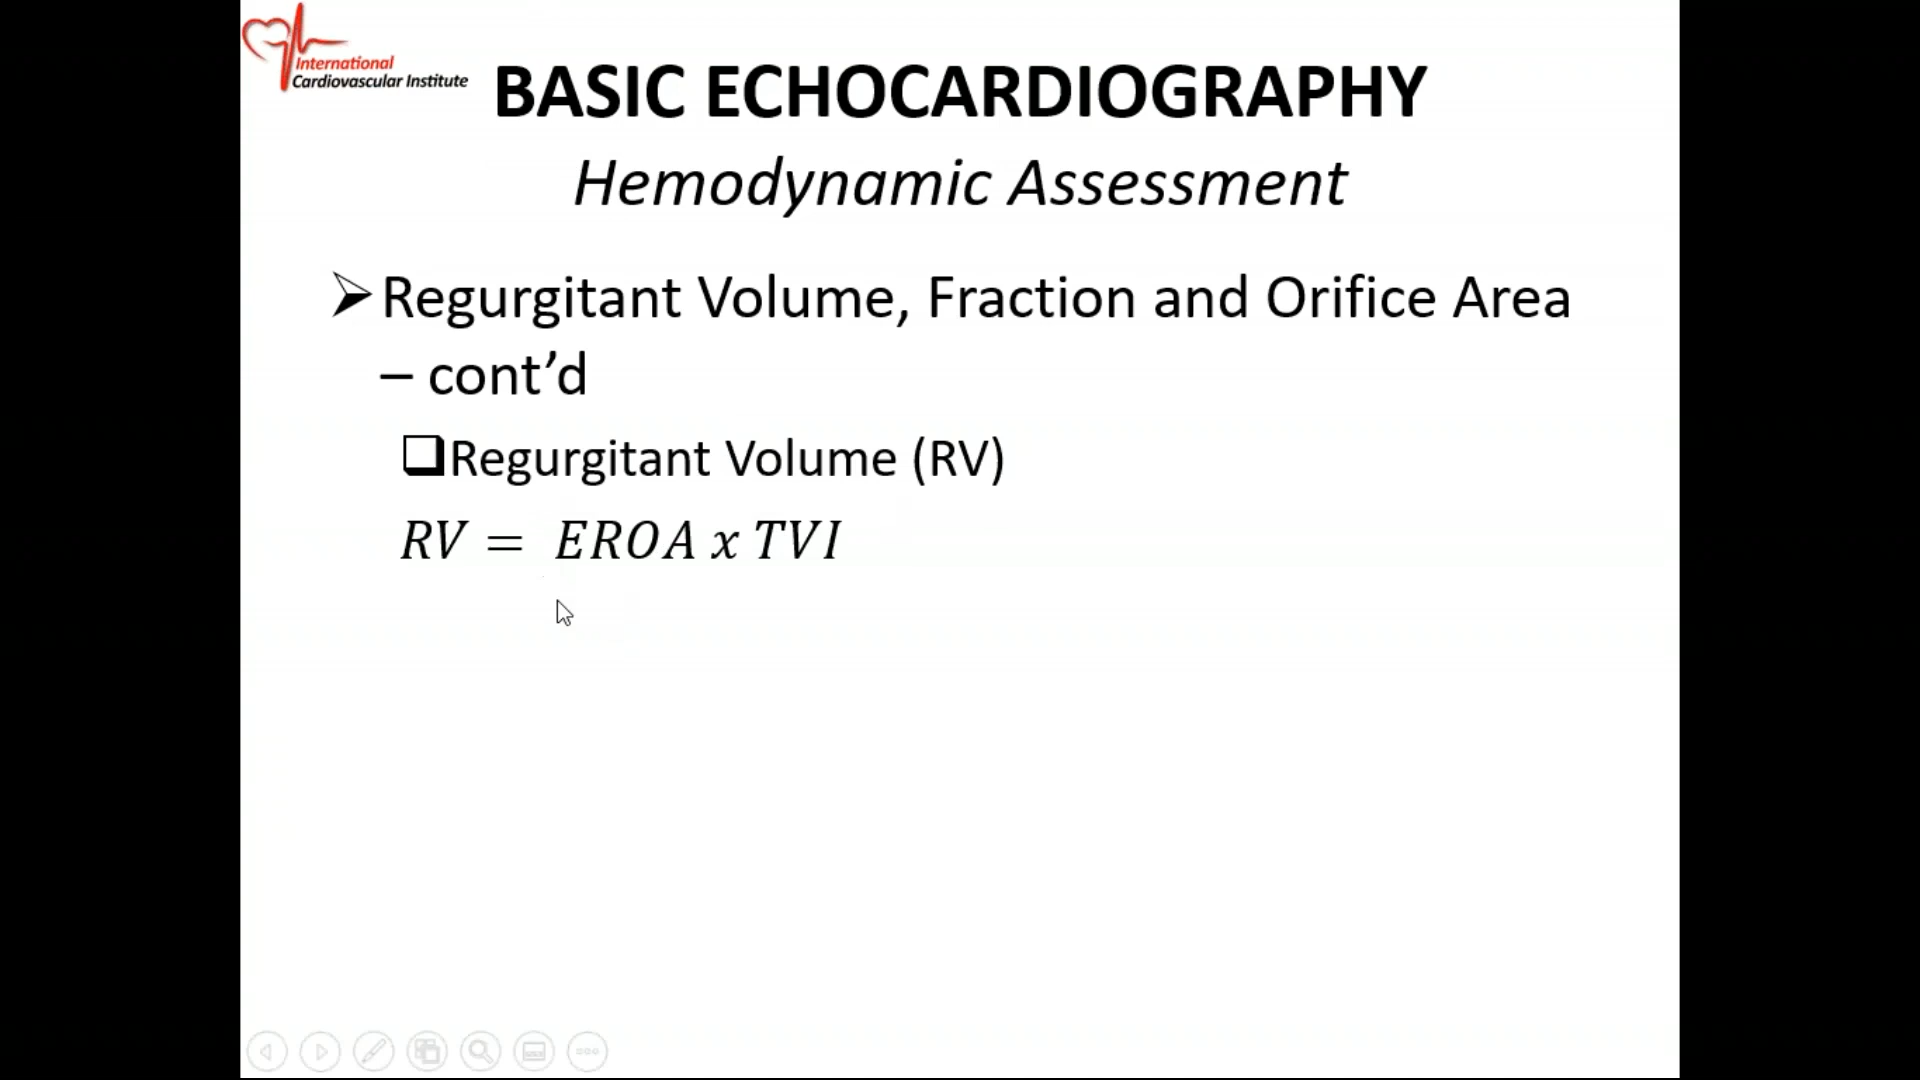 International
Cardiovascular Institute
BASIC ECHOCARDIOGRAPHY
Hemodynamic Assessment
Regurgitant Volume, Fraction and Orifice Area
– cont’d
Regurgitant Volume (RV)
RV = EROA x TVI